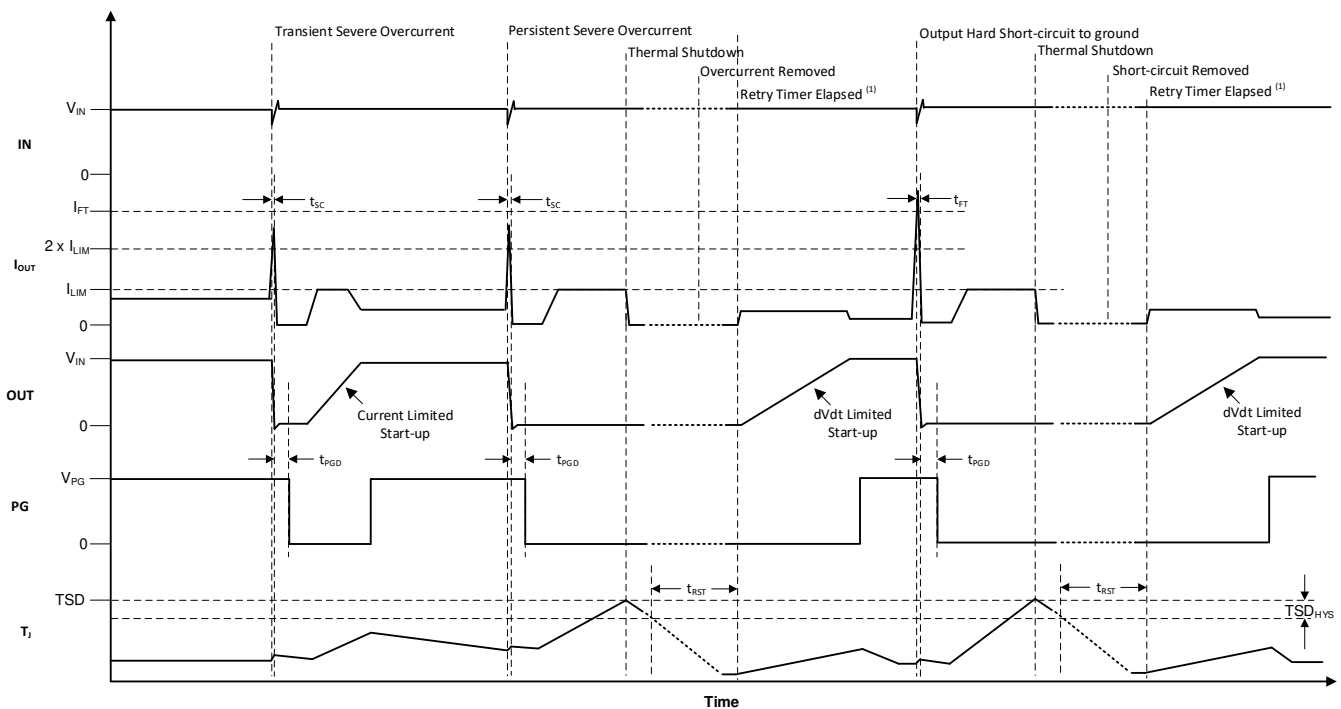 Transient Severe Overcurrent
Persistent Severe Overcurrent
Output Hard Short-circuit to ground
Thermal Shutdown
Thermal Shutdown
Overcurrent Removed
Short-circuit Removed
Retry Timer Elapsed (1)
Retry Timer Elapsed (1)
VIN
IN
0
tSC
tSC
tFT
IFT
2 x ILIM
IOUT
ILIM
0
VIN
OUT
Current Limited
Start-up
dVdt Limited
Start-up
dVdt Limited
Start-up
0
tPGD
tPGD
tPGD
VPG
PG
0
TSD
tRST
tRST
TSDHYS
TJ
Time